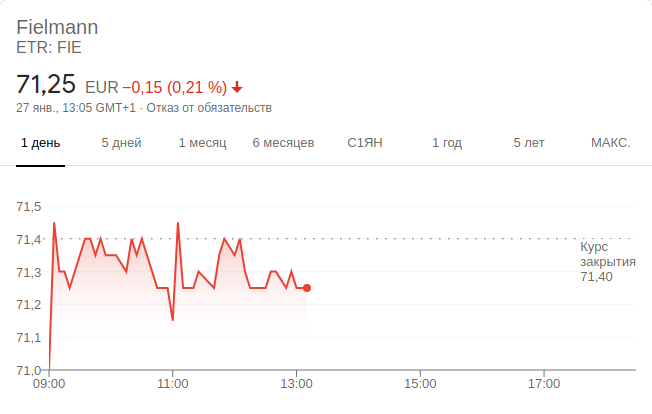 Fielmann
ETR: FIE
71,25 EUR −0,15 (0,21 %)
27 янв., 13:05 GMT+1 · Отказ от обязательств
1 день 5 дней 1 месяц 6 месяцев С1ЯН 1 год 5 лет МАКС.
71,5
71,4
Курс
закрытия
71,40
71,3
71,2
71,1
71,0
09:00 11:00 13:00 15:00 17:00